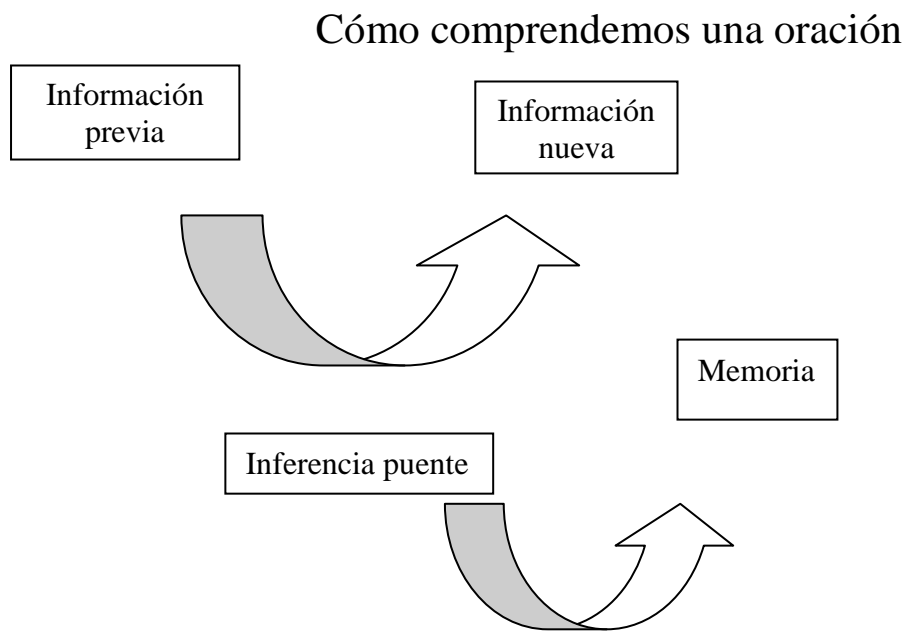 Cómo comprendemos una oración
Información
previa
Información
nueva
Memoria
Inferencia puente